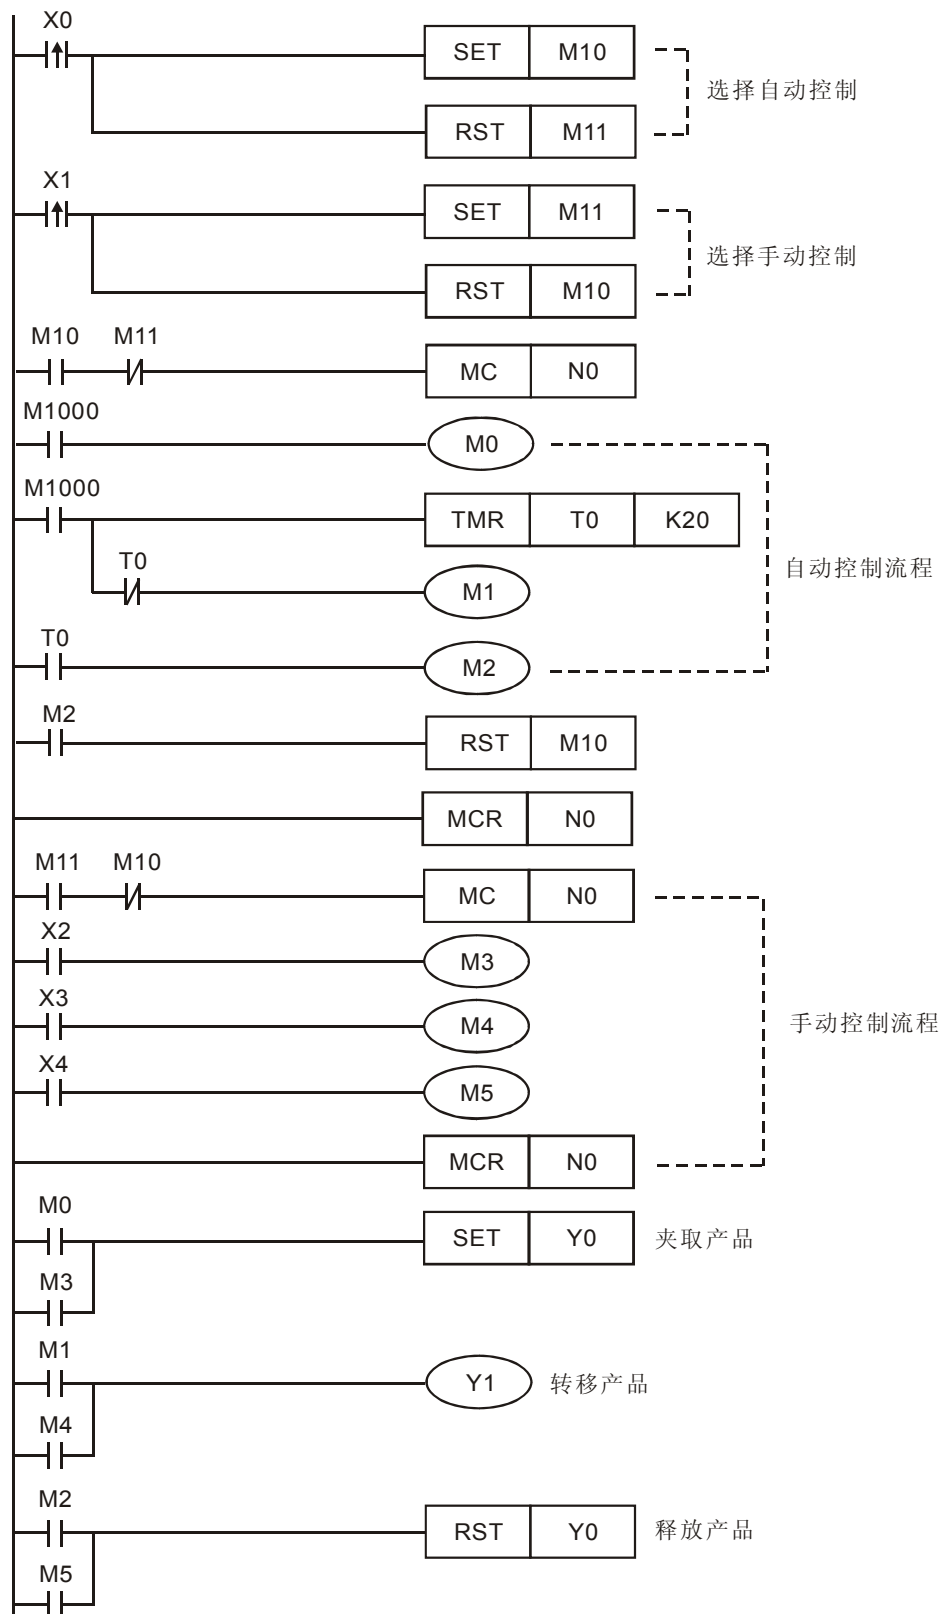 X0
SET M10
选择自动控制
RST M11
X1
SET M11
选择手动控制
RST M10
M10 M11
MC N0
M1000
M0
M1000
TMR T0 K20
自动控制流程
T0
M1
T0
M2
M2
RST M10
MCR N0
M11 M10
MC N0
X2
M3
X3
M4
手动控制流程
X4
M5
MCR N0
M0
SET Y0 夹取产品
M3
M1
Y1 转移产品
M4
M2
RST Y0 释放产品
M5